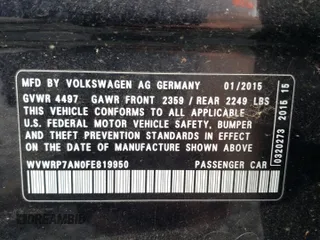 MFD BY VOLKSWAGEN AG GERMANY 01/2015
GVWR 4497 GAWR FRONT 2359 / REAR 2249 LBS
THIS VEHICLE CONFORMS TO ALL APPLICABLE
U.S. FEDERAL MOTOR VEHICLE SAFETY, BUMPER
AND THEFT PREVENTION STANDARDS IN EFFECT
ON THE DATE OF MANUFACTURE SHOWN ABOVE
WVWRP7AN0FE819950 PASSENGER CAR
0320273 2015 15